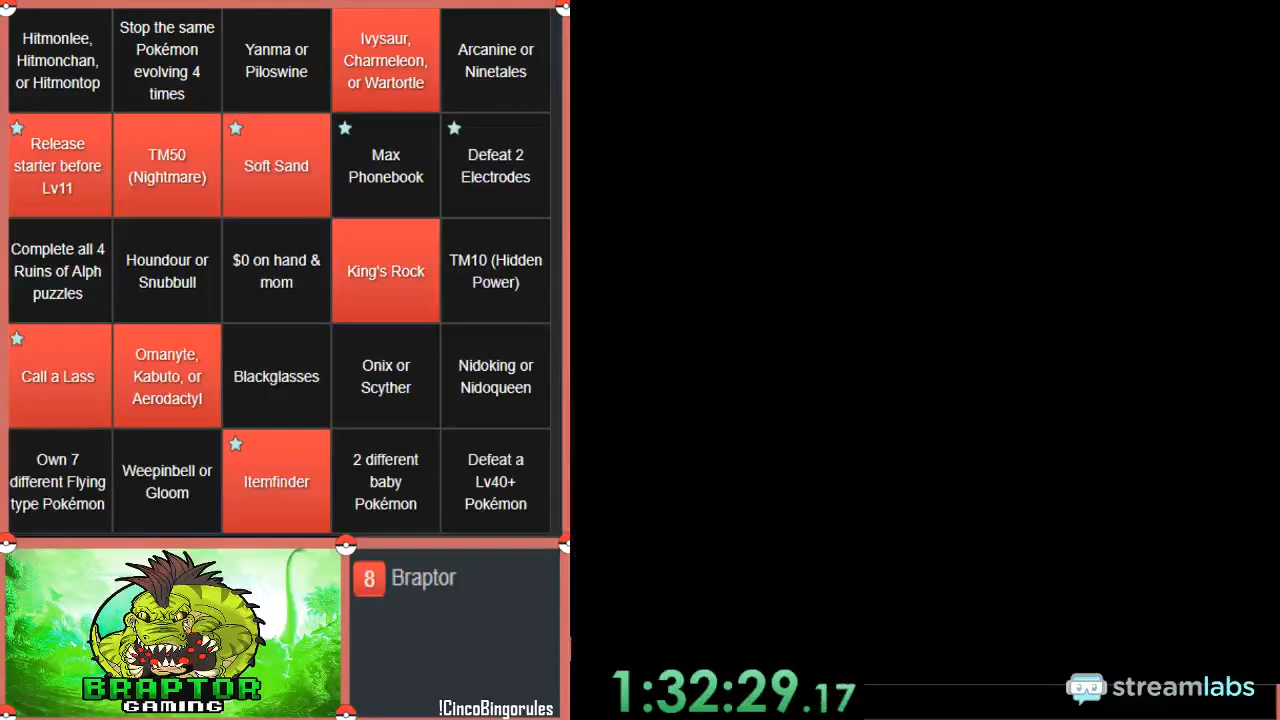 Hitmonlee,
Hitmonchan,
or Hitmontop
Stop the same
Pokémon
evolving 4
times
Yanma or
Piloswine
Ivysaur,
Charmeleon,
or Wartortle
Arcanine or
Ninetales
Release
starter before
Lv11
TM50
(Nightmare)
Soft Sand
Max
Phonebook
Defeat 2
Electrodes
Complete all 4
Ruins of Alph
puzzles
Houndour or
Snubbull
$0 on hand &
mom
King's Rock
TM10 (Hidden
Power)
Call a Lass
Omanyte,
Kabuto, or
Aerodactyl
Blackglasses
Onix or
Scyther
Nidoking or
Nidoqueen
Own 7
different Flying
type Pokémon
Weepinbell or
Gloom
Itemfinder
2 different
baby
Pokémon
Defeat a
Lv40+
Pokémon
8 Braptor
BRAPTOR
GAMING
!CincoBingorules
1:32:29.17
streamlabs